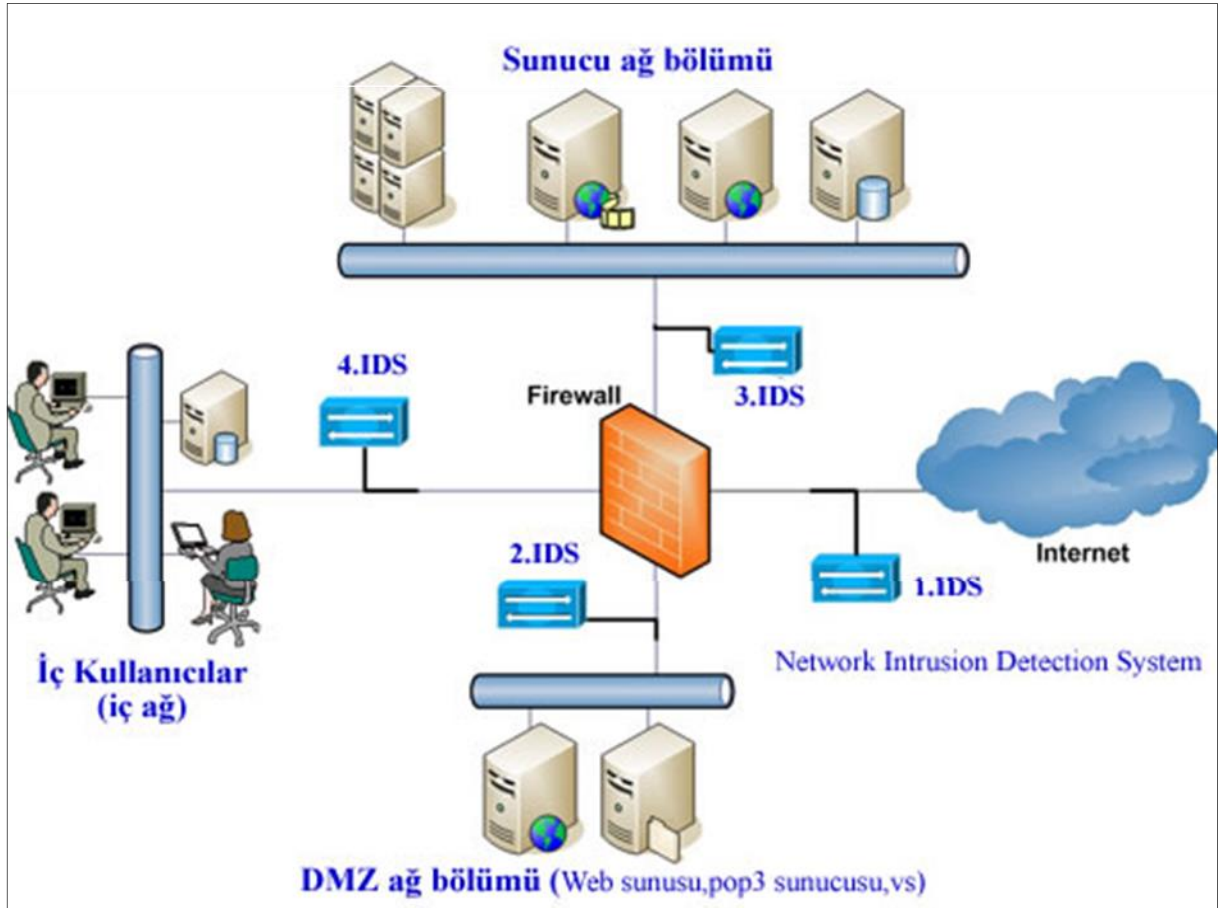 Sunucu ağ bölümü
4.IDS
Firewall
3.IDS
2.IDS
Internet
1.IDS
İç Kullanıcılar
(iç ağ)
Network Intrusion Detection System
DMZ ağ bölümü (Web sunusu,pop3 sunucusu,vs)